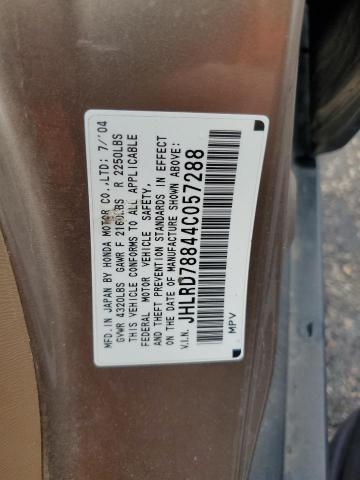 MFD. IN JAPAN BY HONDA MOTOR CO.,LTD: 7/'04
GVWR 4320LBS GAWR F 2160LBS R 2250LBS
THIS VEHICLE CONFORMS TO ALL APPLICABLE
FEDERAL MOTOR VEHICLE SAFETY,
AND THEFT PREVENTION STANDARDS IN EFFECT
ON THE DATE OF MANUFACTURE SHOWN ABOVE:
V.I.N. JHLRD78844C057288
MPV